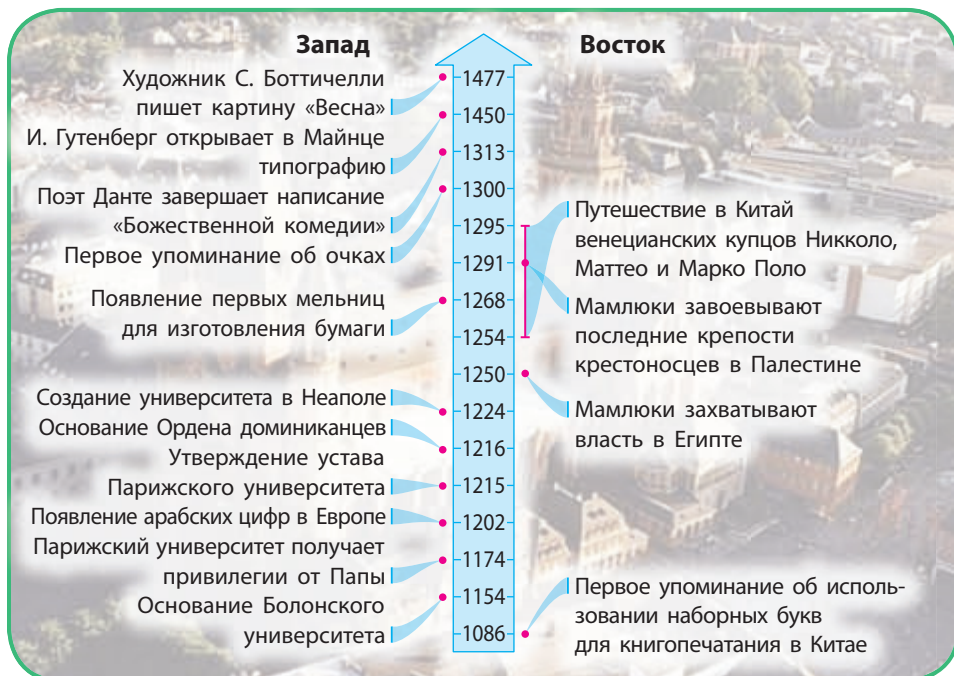 Запад
Художник С. Боттичелли
пишет картину «Весна»
И. Гутенберг открывает в Майнце
типографию
Поэт Данте завершает написание
«Божественной комедии»
Первое упоминание об очках
Появление первых мельниц
для изготовления бумаги
Создание университета в Неаполе
Основание Ордена доминиканцев
Утверждение устава
Парижского университета
Появление арабских цифр в Европе
Парижский университет получает
привилегии от Папы
Основание Болонского
университета
1477
1450
1313
1300
1295
1291
1268
1254
1250
1224
1216
1215
1202
1174
1154
1086
Восток
Путешествие в Китай
венецианских купцов Никколо,
Маттео и Марко Поло
Мамлюки завоевывают
последние крепости
крестоносцев в Палестине
Мамлюки захватывают
власть в Египте
Первое упоминание об исполь-
зовании наборных букв
для книгопечатания в Китае